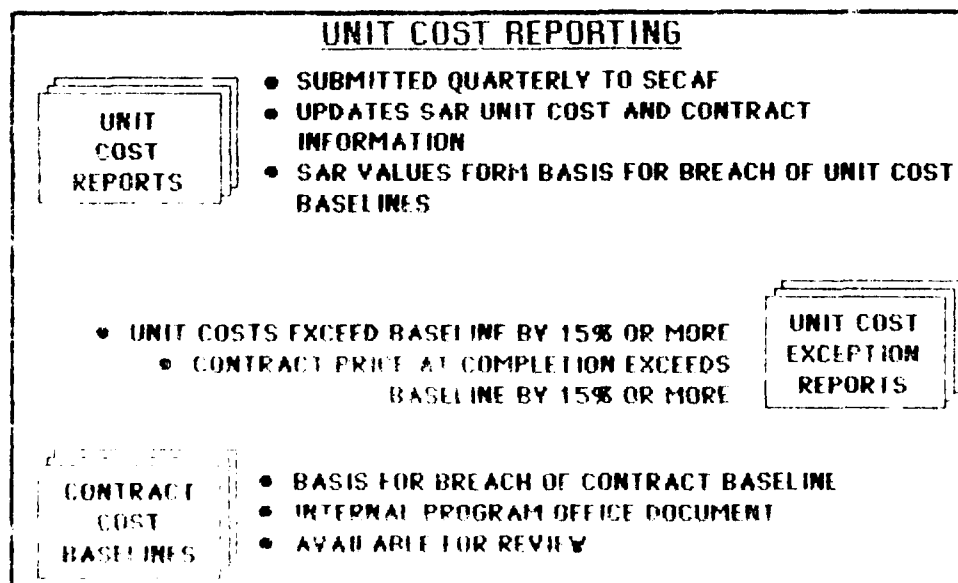 UNIT COST REPORTING
UNIT
COST
REPORTS
• SUBMITTED QUARTERLY TO SECAF
• UPDATES SAR UNIT COST AND CONTRACT
INFORMATION
• SAR VALUES FORM BASIS FOR BREACH OF UNIT COST
BASELINES
• UNIT COSTS EXCEED BASELINE BY 15% OR MORE
• CONTRACT PRICE AT COMPLETION EXCEEDS
BASELINE BY 15% OR MORE
UNIT COST
EXCEPTION
REPORTS
CONTRACT
COST
BASELINES
• BASIS FOR BREACH OF CONTRACT BASELINE
• INTERNAL PROGRAM OFFICE DOCUMENT
• AVAILABLE FOR REVIEW